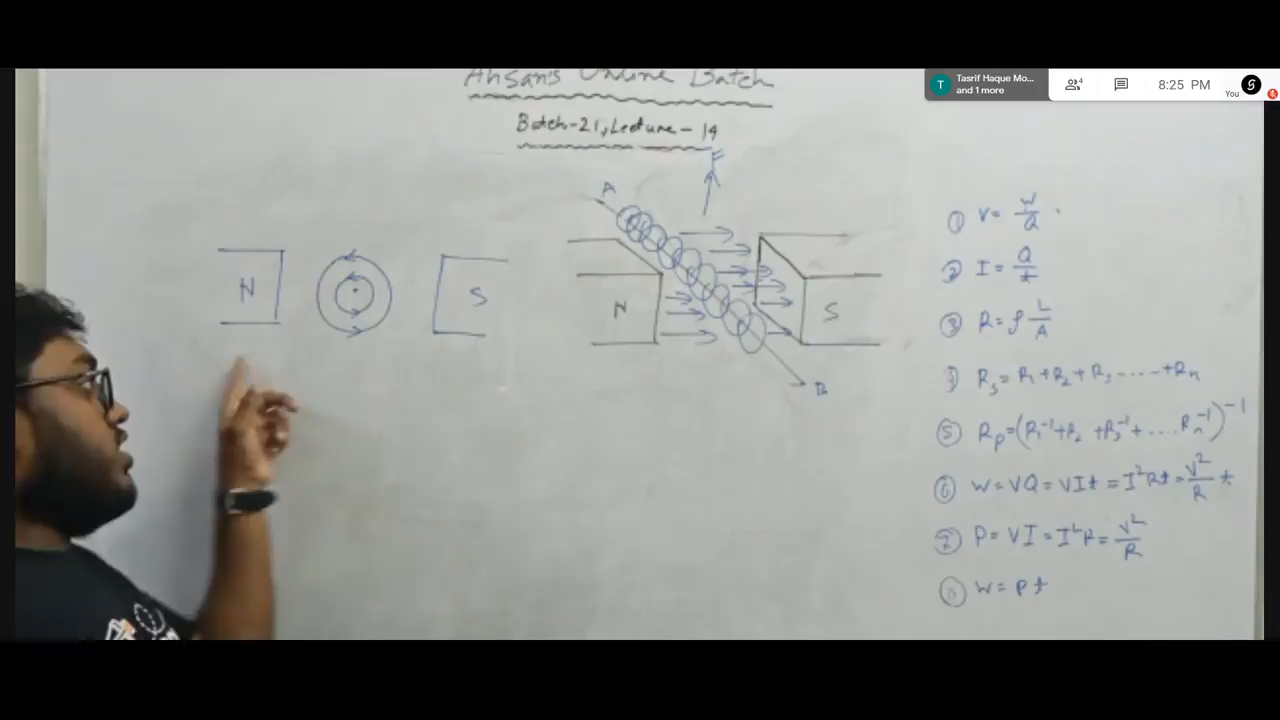 Ahsan's Online Batch
Batch-21, Lecture-14
Tasrif Haque Mo...
and 1 more
T
4
8:25 PM
You
F
A
N
S
N
S
B
① V = W/Q
② I = Q/t
③ R = ρ L/A
④ Rs = R1 + R2 + R3 ..... + Rn
⑤ Rp = (R1⁻¹ + R2 + R3⁻¹ + .... Rn⁻¹)⁻¹
⑥ W = VQ = VIt = I²Rt = V²/R t
⑦ P = VI = I²R = V²/R
⑧ W = Pt